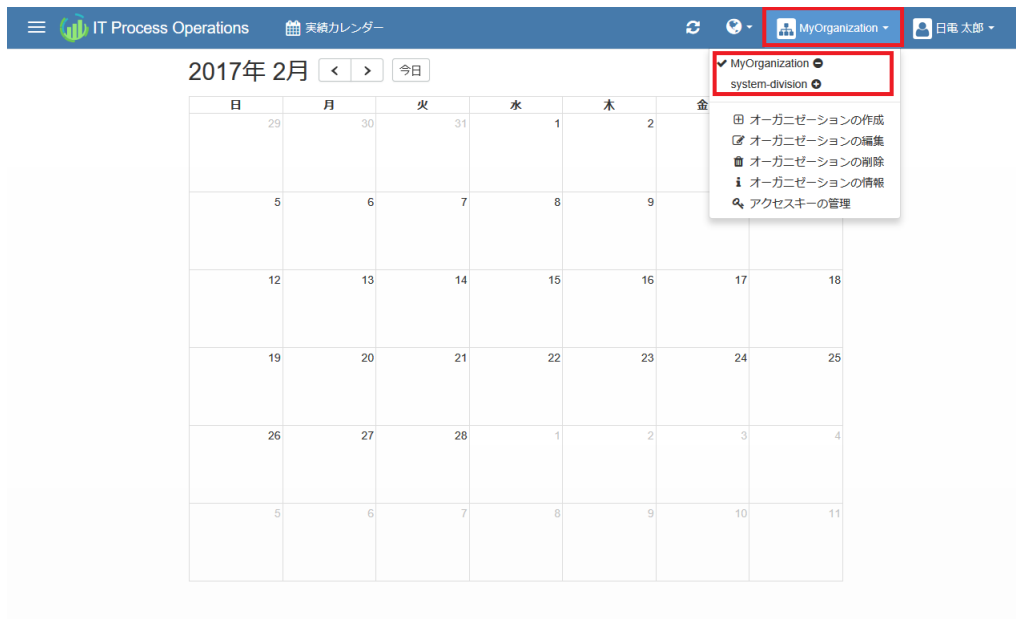 IT Process Operations 実績カレンダー MyOrganization 日電 太郎
MyOrganization
system-division
オーガニゼーションの作成
オーガニゼーションの編集
オーガニゼーションの削除
オーガニゼーションの情報
アクセスキーの管理
2017年 2月 < > 今日
日 月 火 水 木 金
29 30 31 1 2
5 6 7 8 9
12 13 14 15 16 17 18
19 20 21 22 23 24 25
26 27 28 1 2 3 4
5 6 7 8 9 10 11